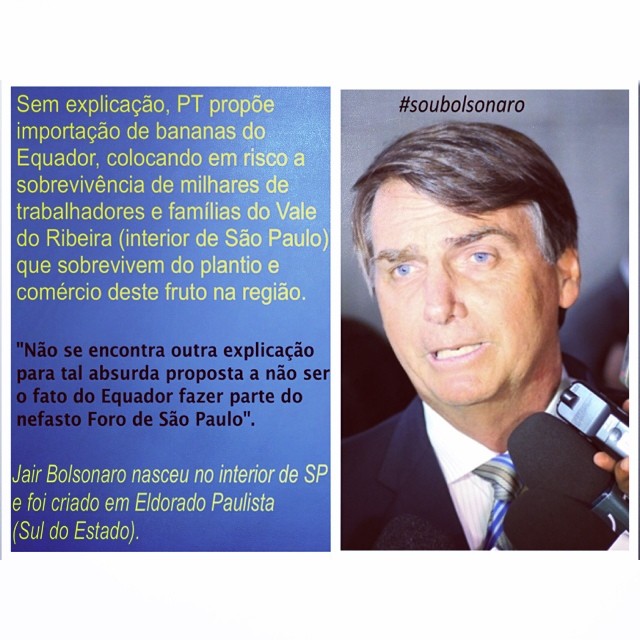 Sem explicação, PT propõe
importação de bananas do
Equador, colocando em risco a
sobrevivência de milhares de
trabalhadores e famílias do Vale
do Ribeira (interior de São Paulo)
que sobrevivem do plantio e
comércio deste fruto na região.
"Não se encontra outra explicação
para tal absurda proposta a não ser
o fato do Equador fazer parte do
nefasto Foro de São Paulo".
Jair Bolsonaro nasceu no interior de SP
e foi criado em Eldorado Paulista
(Sul do Estado).
#soubolsonaro